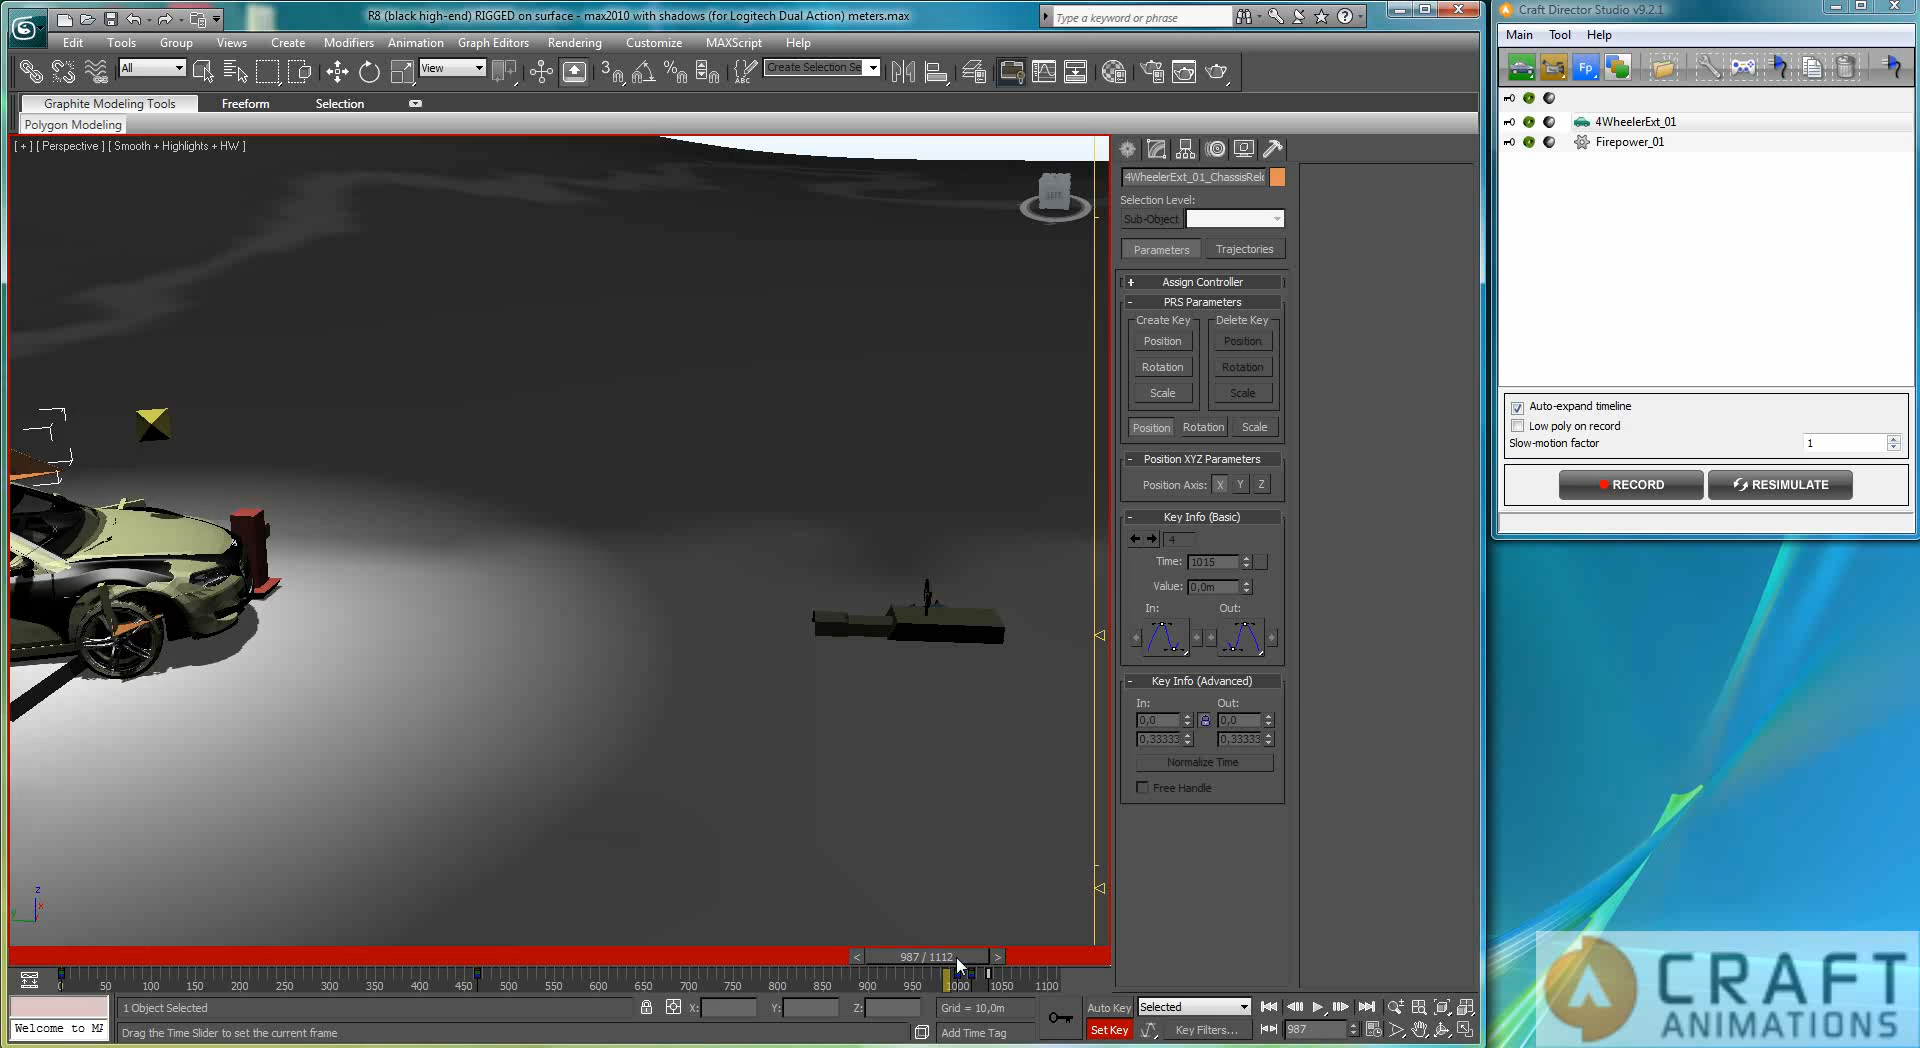 R8 (black high-end) RIGGED on surface - max2010 with shadows (for Logitech Dual Action) meters.max
Type a keyword or phrase
Edit Tools Group Views Create Modifiers Animation Graph Editors Rendering Customize MAXScript Help
All
View
3
ABC
Create Selection Se
Graphite Modeling Tools Freeform Selection
Polygon Modeling
[ + ] [ Perspective ] [ Smooth + Highlights + HW ]
4WheelerExt_01_ChassisRelc
Selection Level:
Sub-Object
Parameters Trajectories
+ Assign Controller
- PRS Parameters
Create Key Delete Key
Position Position
Rotation Rotation
Scale Scale
Position Rotation Scale
- Position XYZ Parameters
Position Axis: X Y Z
- Key Info (Basic)
4
Time: 1015
Value: 0,0m
In: Out:
- Key Info (Advanced)
In: Out:
0,0 0,0
0,33333 0,33333
Normalize Time
Free Handle
z
x
y
< 987 / 1112 >
0 50 100 150 200 250 300 350 400 450 500 550 600 650 700 750 800 850 900 950 1000 1050 1100
1 Object Selected
X: Y: Z:
Grid = 10,0m
Auto Key Selected
Welcome to MA
Drag the Time Slider to set the current frame
Add Time Tag
Set Key Key Filters... 987
Craft Director Studio v9.2.1
Main Tool Help
Fp
4WheelerExt_01
Firepower_01
Auto-expand timeline
Low poly on record
Slow-motion factor 1
RECORD RESIMULATE
CRAFT
ANIMATIONS